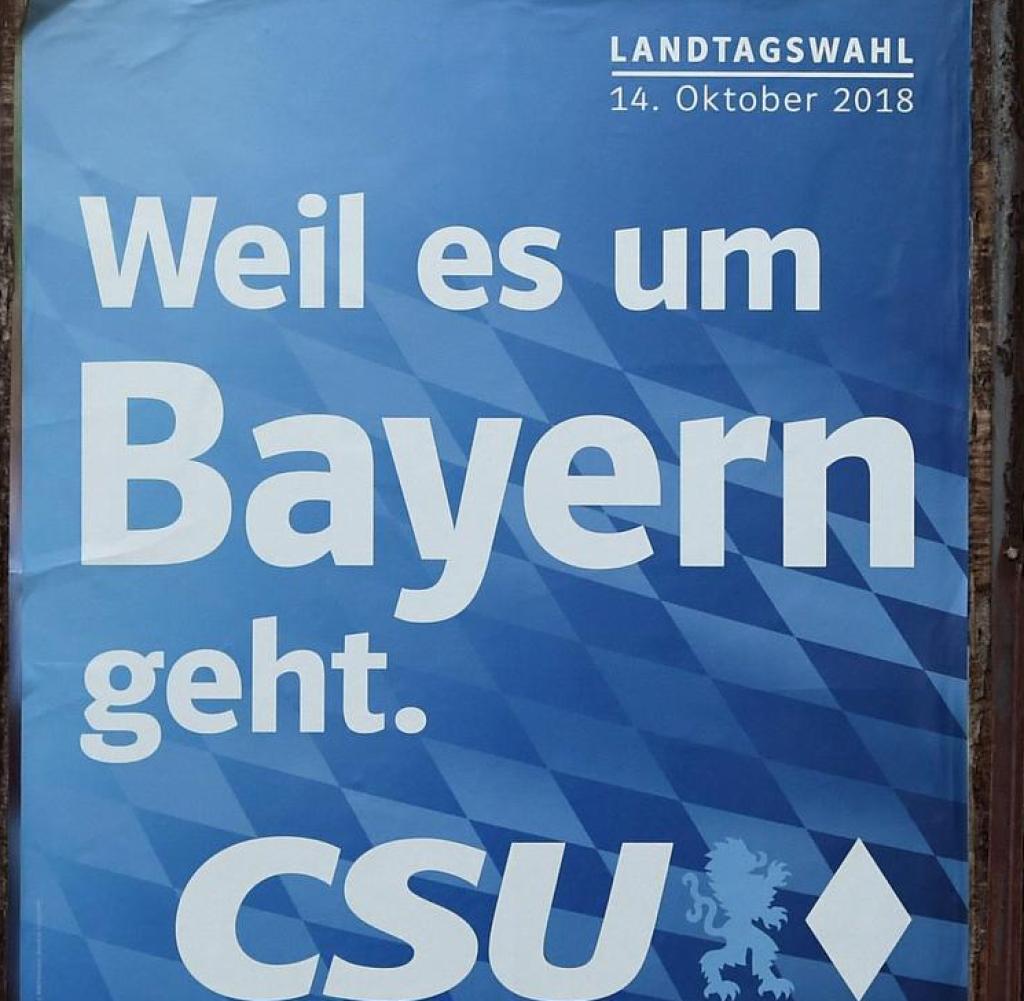 LANDTAGSWAHL
14. Oktober 2018
Weil es um
Bayern
geht.
CSU